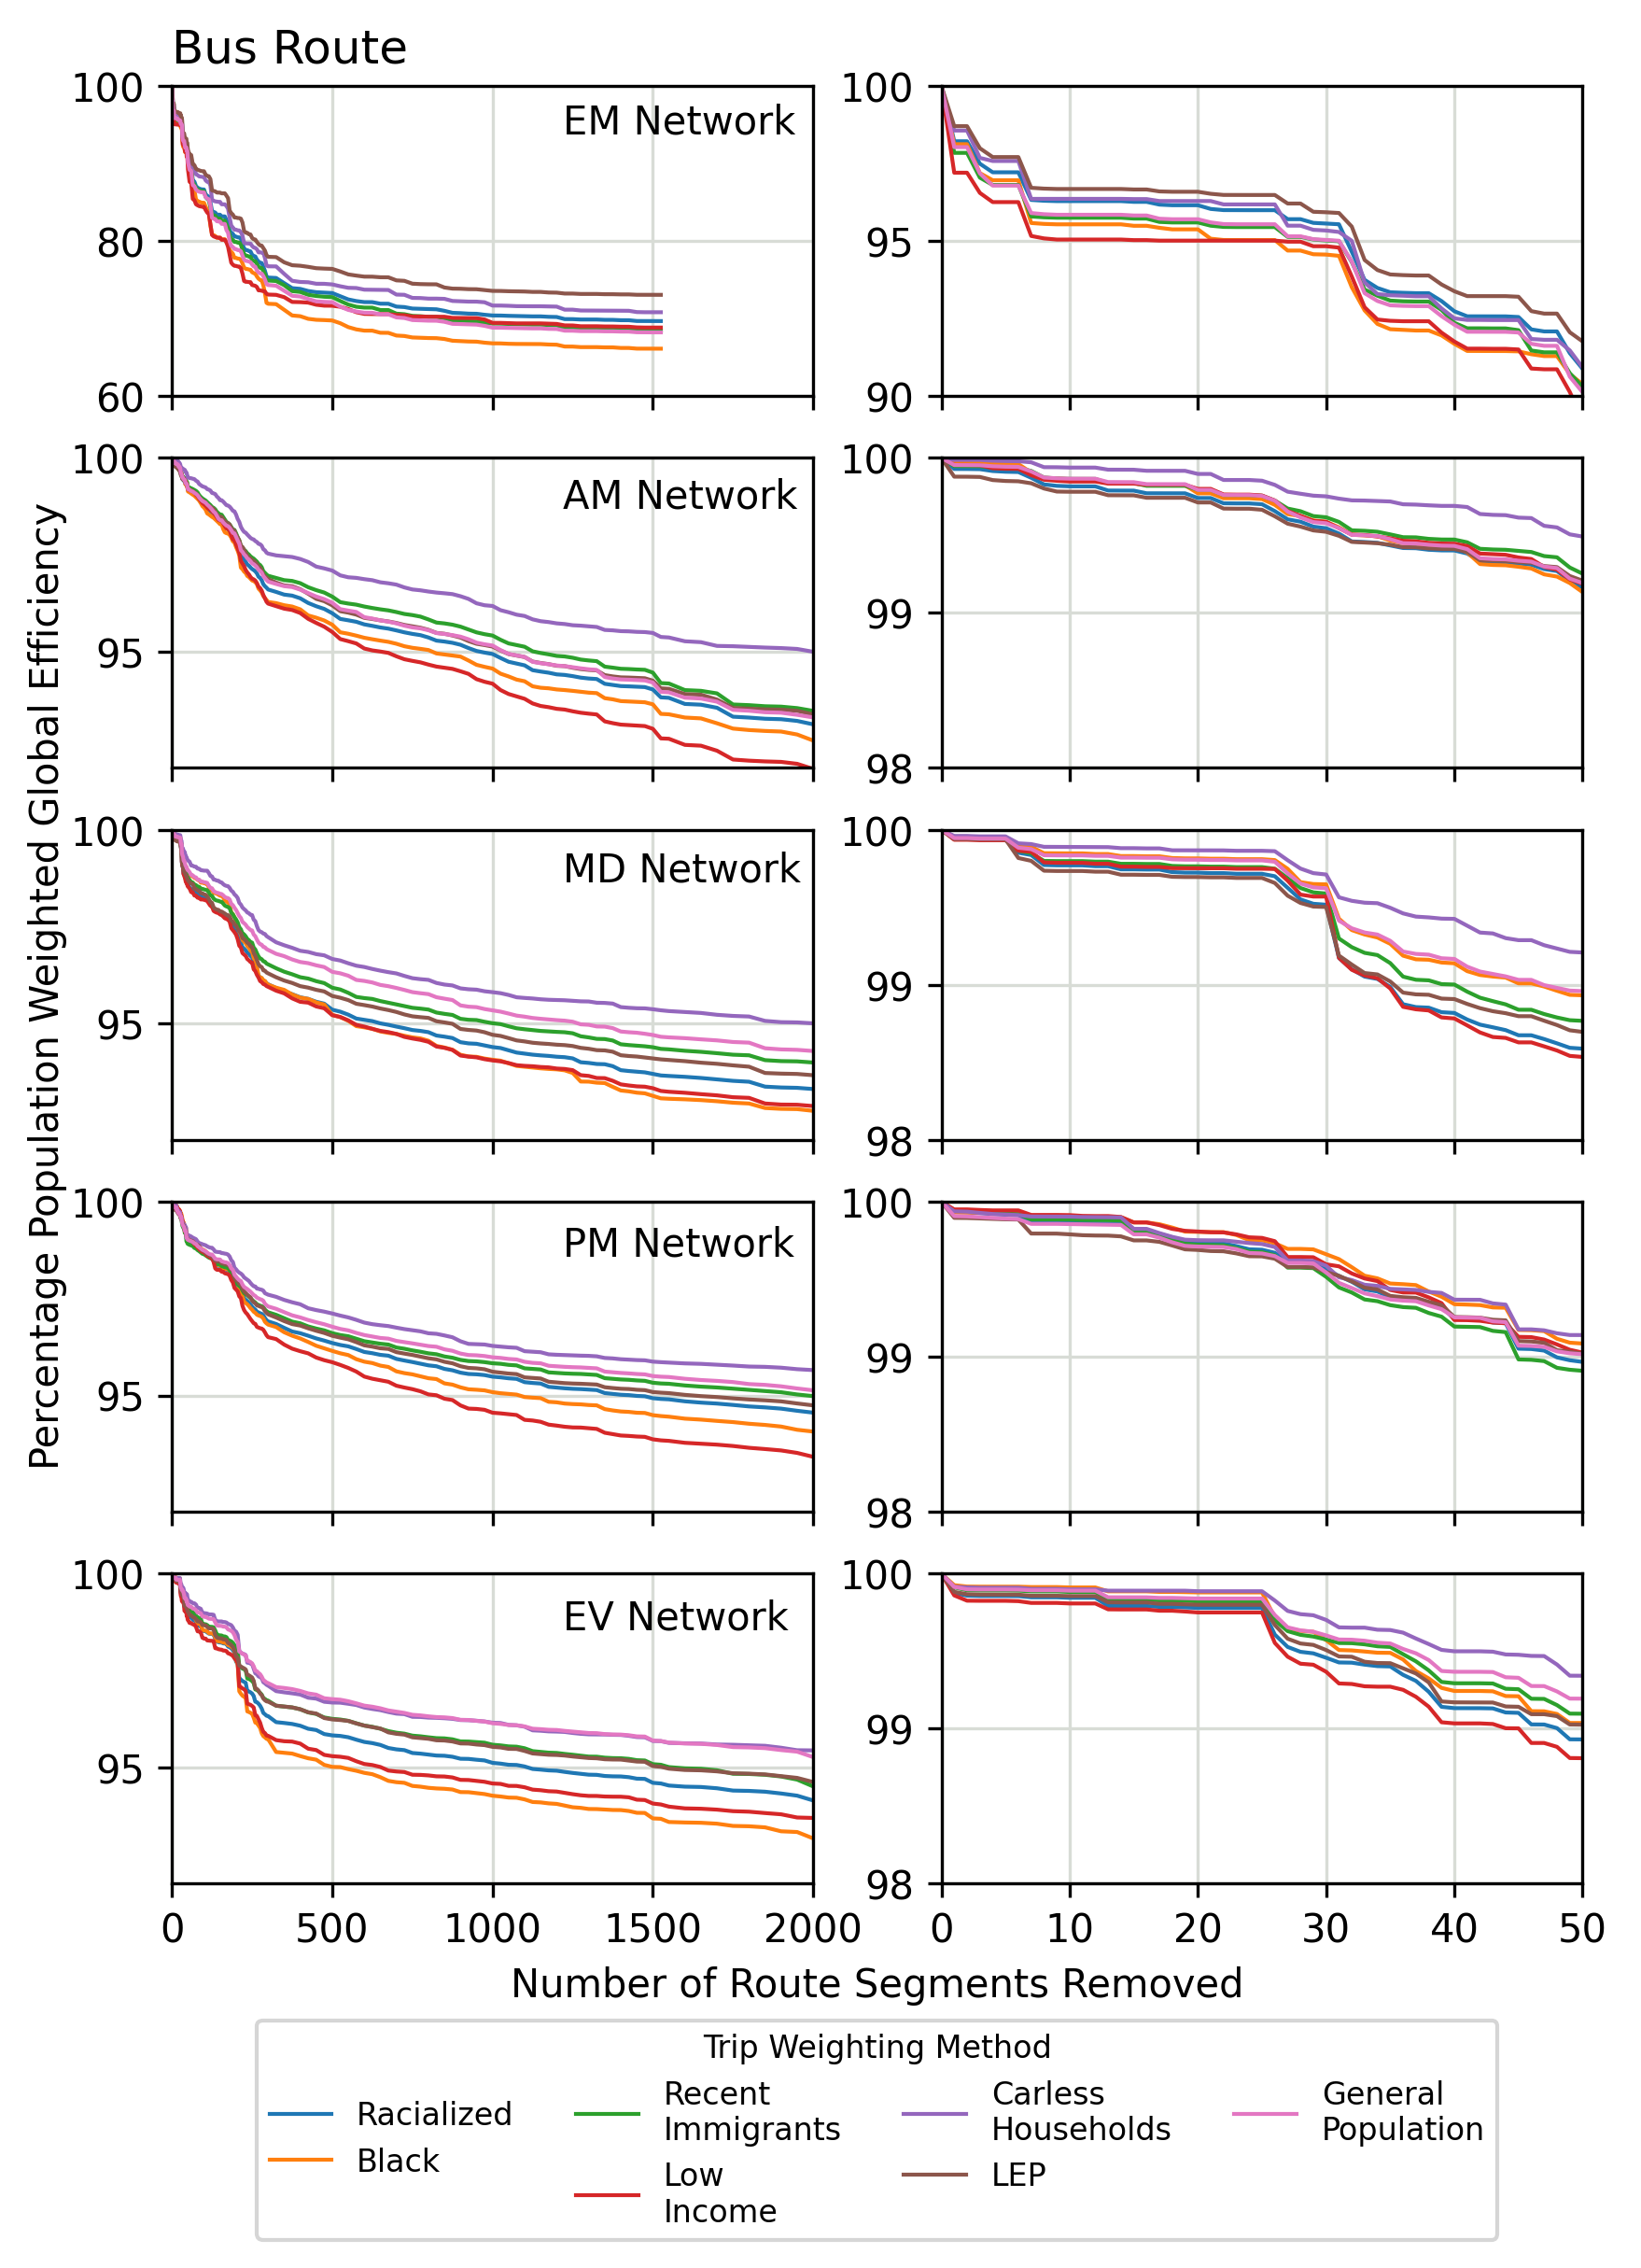 Bus Route
Percentage Population Weighted Global Efficiency
EM Network
100
80
60
100
95
90
AM Network
100
95
100
99
98
MD Network
100
95
100
99
98
PM Network
100
95
100
99
98
EV Network
100
95
100
99
98
0 500 1000 1500 2000
0 10 20 30 40 50
Number of Route Segments Removed
Trip Weighting Method
Racialized
Black
Recent
Immigrants
Low
Income
Carless
Households
LEP
General
Population